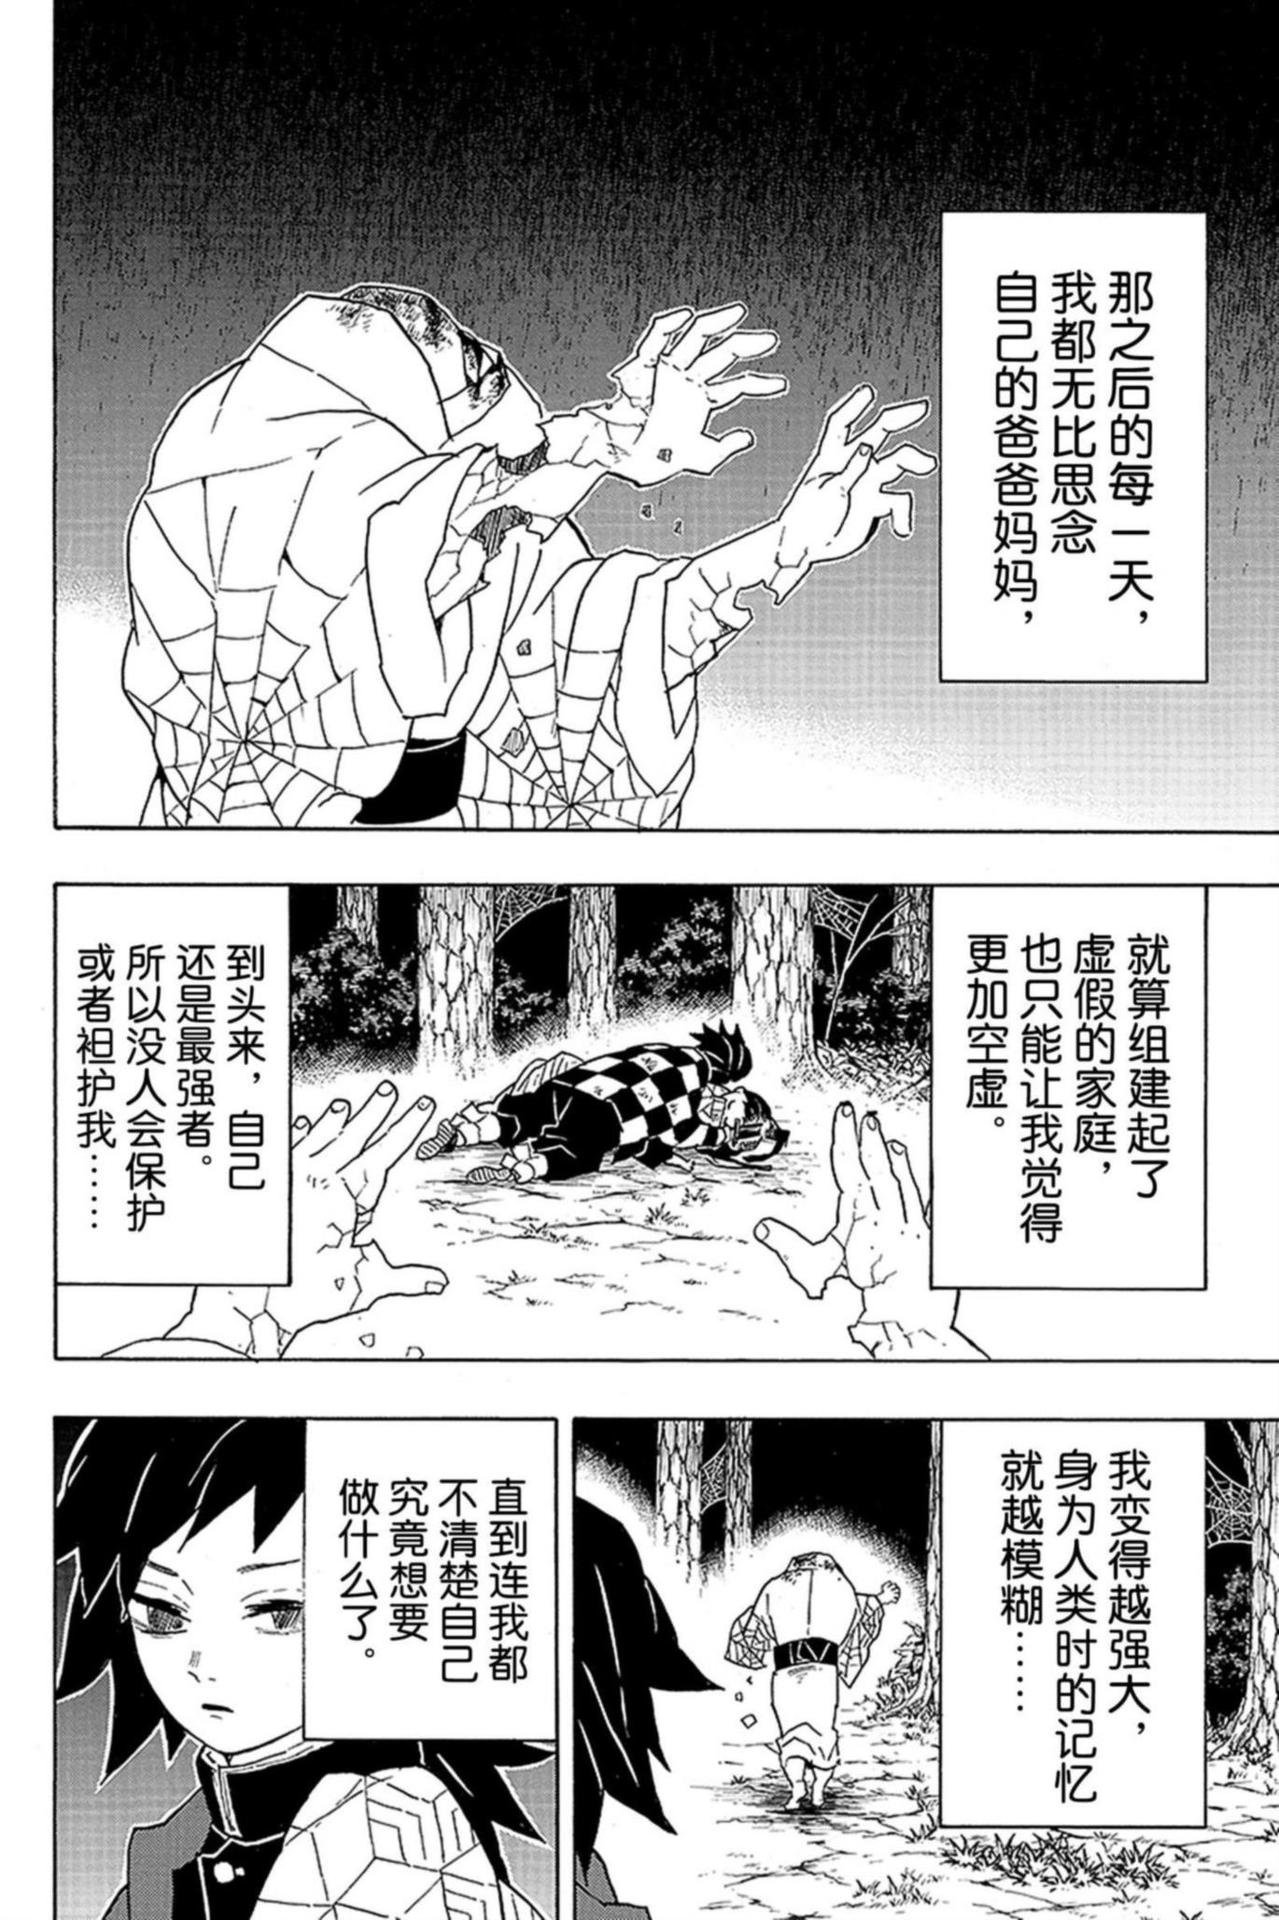 那之后的每一天，
我都无比思念
自己的爸爸妈妈，
就算组建起了
虚假的家庭，
也只能让我觉得
更加空虚。
到头来，自己
还是最强者。
所以没人会保护
或者袒护我……
我变得越强大，
身为人类时的记忆
就越模糊……
直到连我都
不清楚自己
究竟想要
做什么了。